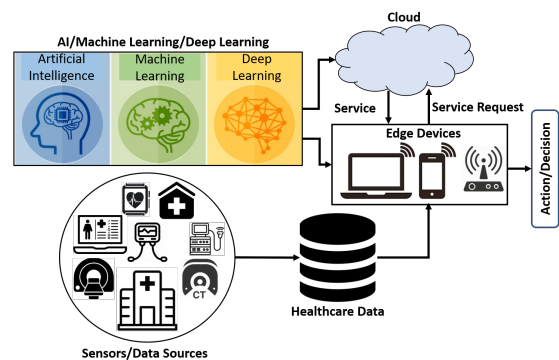 AI/Machine Learning/Deep Learning
Artificial
Intelligence
Machine
Learning
Deep
Learning
Cloud
Service
Service Request
Edge Devices
Action/Decision
CT
Healthcare Data
Sensors/Data Sources